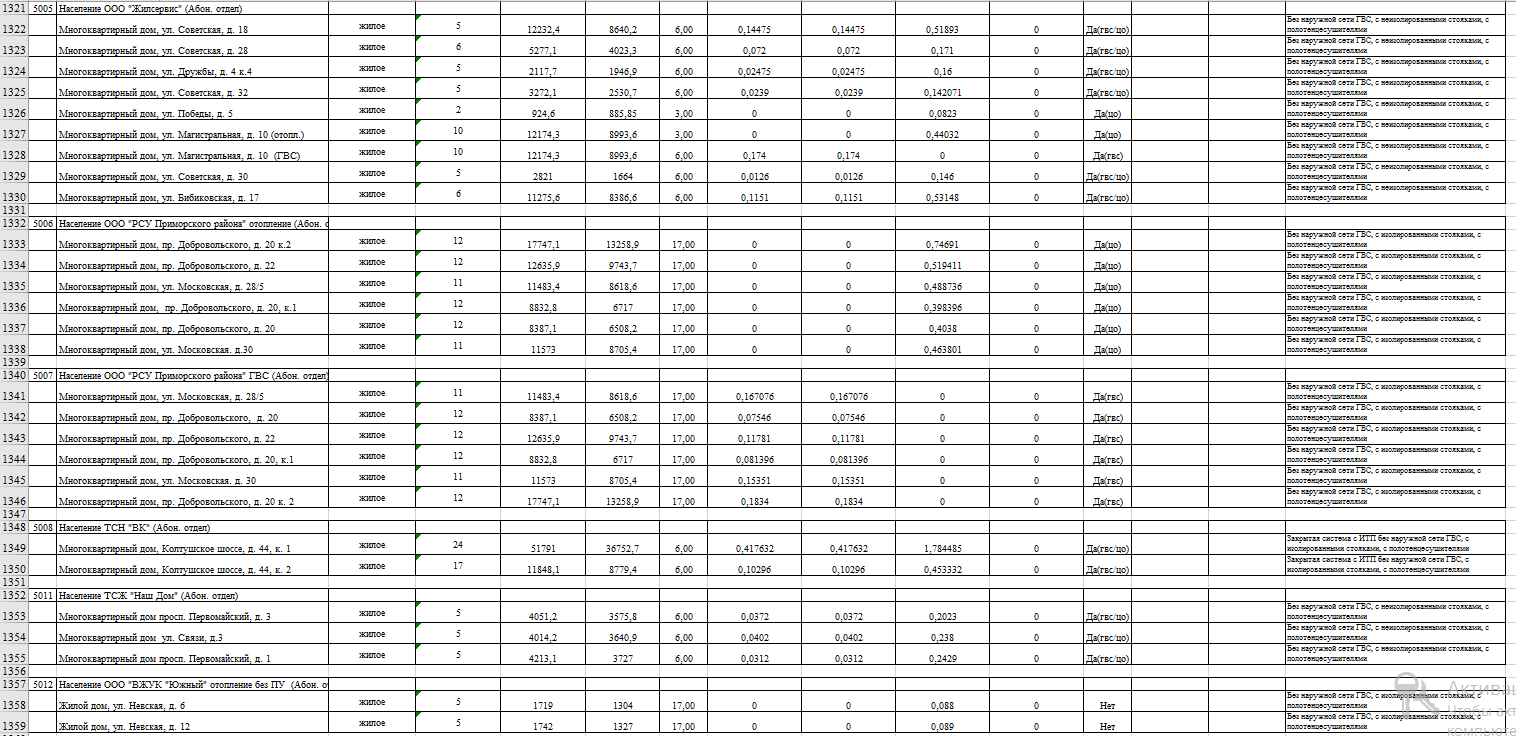 1321 5005 Население ООО "Жилсервис" (Абон. отдел)
1322 Многоквартирный дом, ул. Советская, д. 18 жилое 5 12232,4 8640,2 6,00 0,14475 0,14475 0,51893 0 Да(гвс/цо) Без наружной сети ГВС, с неизолированными стояками, с полотенцесушителями
1323 Многоквартирный дом, ул. Советская, д. 28 жилое 6 5277,1 4023,3 6,00 0,072 0,072 0,171 0 Да(гвс/цо) Без наружной сети ГВС, с неизолированными стояками, с полотенцесушителями
1324 Многоквартирный дом, ул. Дружбы, д. 4 к.4 жилое 5 2117,7 1946,9 6,00 0,02475 0,02475 0,16 0 Да(гвс/цо) Без наружной сети ГВС, с неизолированными стояками, с полотенцесушителями
1325 Многоквартирный дом, ул. Советская, д. 32 жилое 5 3272,1 2530,7 6,00 0,0239 0,0239 0,142071 0 Да(гвс/цо) Без наружной сети ГВС, с неизолированными стояками, с полотенцесушителями
1326 Многоквартирный дом, ул. Победы, д. 5 жилое 2 924,6 885,85 3,00 0 0 0,0823 Да(цо) Без наружной сети ГВС, с неизолированными стояками, с полотенцесушителями
1327 Многоквартирный дом, ул. Магистральная, д. 10 (отопл.) жилое 10 12174,3 8993,6 3,00 0 0 0,44032 Да(цо) Без наружной сети ГВС, с неизолированными стояками, с полотенцесушителями
1328 Многоквартирный дом, ул. Магистральная, д. 10 (ГВС) жилое 10 12174,3 8993,6 6,00 0,174 0,174 0 0 Да(гвс) Без наружной сети ГВС, с неизолированными стояками, с полотенцесушителями
1329 Многоквартирный дом, ул. Советская, д. 30 жилое 5 2821 1664 6,00 0,0126 0,0126 0,146 0 Да(гвс/цо) Без наружной сети ГВС, с неизолированными стояками, с полотенцесушителями
1330 Многоквартирный дом, ул. Бибиковская, д. 17 жилое 6 11275,6 8386,6 6,00 0,1151 0,1151 0,53148 0 Да(гвс/цо) Без наружной сети ГВС, с неизолированными стояками, с полотенцесушителями
1331
1332 5006 Население ООО "РСУ Приморского района" отопление (Абон. о
1333 Многоквартирный дом, пр. Добровольского, д. 20 к.2 жилое 12 17747,1 13258,9 17,00 0 0 0,74691 0 Да(цо) Без наружной сети ГВС, с изолированными стояками, с полотенцесушителями
1334 Многоквартирный дом, пр. Добровольского, д. 22 жилое 12 12635,9 9743,7 17,00 0 0 0,519411 0 Да(цо) Без наружной сети ГВС, с изолированными стояками, с полотенцесушителями
1335 Многоквартирный дом, ул. Московская, д. 28/5 жилое 11 11483,4 8618,6 17,00 0 0 0,488736 0 Да(цо) Без наружной сети ГВС, с изолированными стояками, с полотенцесушителями
1336 Многоквартирный дом, пр. Добровольского, д. 20, к.1 жилое 12 8832,8 6717 17,00 0 0 0,398396 0 Да(цо) Без наружной сети ГВС, с изолированными стояками, с полотенцесушителями
1337 Многоквартирный дом, пр. Добровольского, д. 20 жилое 12 8387,1 6508,2 17,00 0 0 0,4038 0 Да(цо) Без наружной сети ГВС, с изолированными стояками, с полотенцесушителями
1338 Многоквартирный дом, ул. Московская. д.30 жилое 11 11573 8705,4 17,00 0 0 0,463801 0 Да(цо) Без наружной сети ГВС, с изолированными стояками, с полотенцесушителями
1339
1340 5007 Население ООО "РСУ Приморского района" ГВС (Абон. отдел)
1341 Многоквартирный дом, ул. Московская, д. 28/5 жилое 11 11483,4 8618,6 17,00 0,167076 0,167076 0 0 Да(гвс) Без наружной сети ГВС, с изолированными стояками, с полотенцесушителями
1342 Многоквартирный дом, пр. Добровольского, д. 20 жилое 12 8387,1 6508,2 17,00 0,07546 0,07546 0 0 Да(гвс) Без наружной сети ГВС, с изолированными стояками, с полотенцесушителями
1343 Многоквартирный дом, пр. Добровольского, д. 22 жилое 12 12635,9 9743,7 17,00 0,11781 0,11781 0 0 Да(гвс) Без наружной сети ГВС, с изолированными стояками, с полотенцесушителями
1344 Многоквартирный дом, пр. Добровольского, д. 20, к.1 жилое 12 8832,8 6717 17,00 0,081396 0,081396 0 0 Да(гвс) Без наружной сети ГВС, с изолированными стояками, с полотенцесушителями
1345 Многоквартирный дом, ул. Московская. д. 30 жилое 11 11573 8705,4 17,00 0,15351 0,15351 0 0 Да(гвс) Без наружной сети ГВС, с изолированными стояками, с полотенцесушителями
1346 Многоквартирный дом, пр. Добровольского, д. 20 к. 2 жилое 12 17747,1 13258,9 17,00 0,1834 0,1834 0 0 Да(гвс) Без наружной сети ГВС, с изолированными стояками, с полотенцесушителями
1347
1348 5008 Население ТСН "ВК" (Абон. отдел)
1349 Многоквартирный дом, Колтушское шоссе, д. 44, к. 1 жилое 24 51791 36752,7 6,00 0,417632 0,417632 1,784485 0 Да(гвс/цо) Закрытая система с ИТП без наружной сети ГВС, с изолированными стояками, с полотенцесушителями
1350 Многоквартирный дом, Колтушское шоссе, д. 44, к. 2 жилое 17 11848,1 8779,4 6,00 0,10296 0,10296 0,453332 0 Да(гвс/цо) Закрытая система с ИТП без наружной сети ГВС, с изолированными стояками, с полотенцесушителями
1351
1352 5011 Население ТСЖ "Наш Дом" (Абон. отдел)
1353 Многоквартирный дом просп. Первомайский, д. 3 жилое 5 4051,2 3575,8 6,00 0,0372 0,0372 0,2023 0 Да(гвс/цо) Без наружной сети ГВС, с неизолированными стояками, с полотенцесушителями
1354 Многоквартирный дом ул. Связи, д.3 жилое 5 4014,2 3640,9 6,00 0,0402 0,0402 0,238 0 Да(гвс/цо) Без наружной сети ГВС, с неизолированными стояками, с полотенцесушителями
1355 Многоквартирный дом просп. Первомайский, д. 1 жилое 5 4213,1 3727 6,00 0,0312 0,0312 0,2429 0 Да(гвс/цо) Без наружной сети ГВС, с неизолированными стояками, с полотенцесушителями
1356
1357 5012 Население ООО "ВЖУК "Южный" отопление без ПУ (Абон. о
1358 Жилой дом, ул. Невская, д. 6 жилое 5 1719 1304 17,00 0 0 0,088 0 Нет Без наружной сети ГВС, с изолированными стояками, с полотенцесушителями
1359 Жилой дом, ул. Невская, д. 12 жилое 5 1742 1327 17,00 0 0 0,089 0 Нет Без наружной сети ГВС, с изолированными стояками, с полотенцесушителями